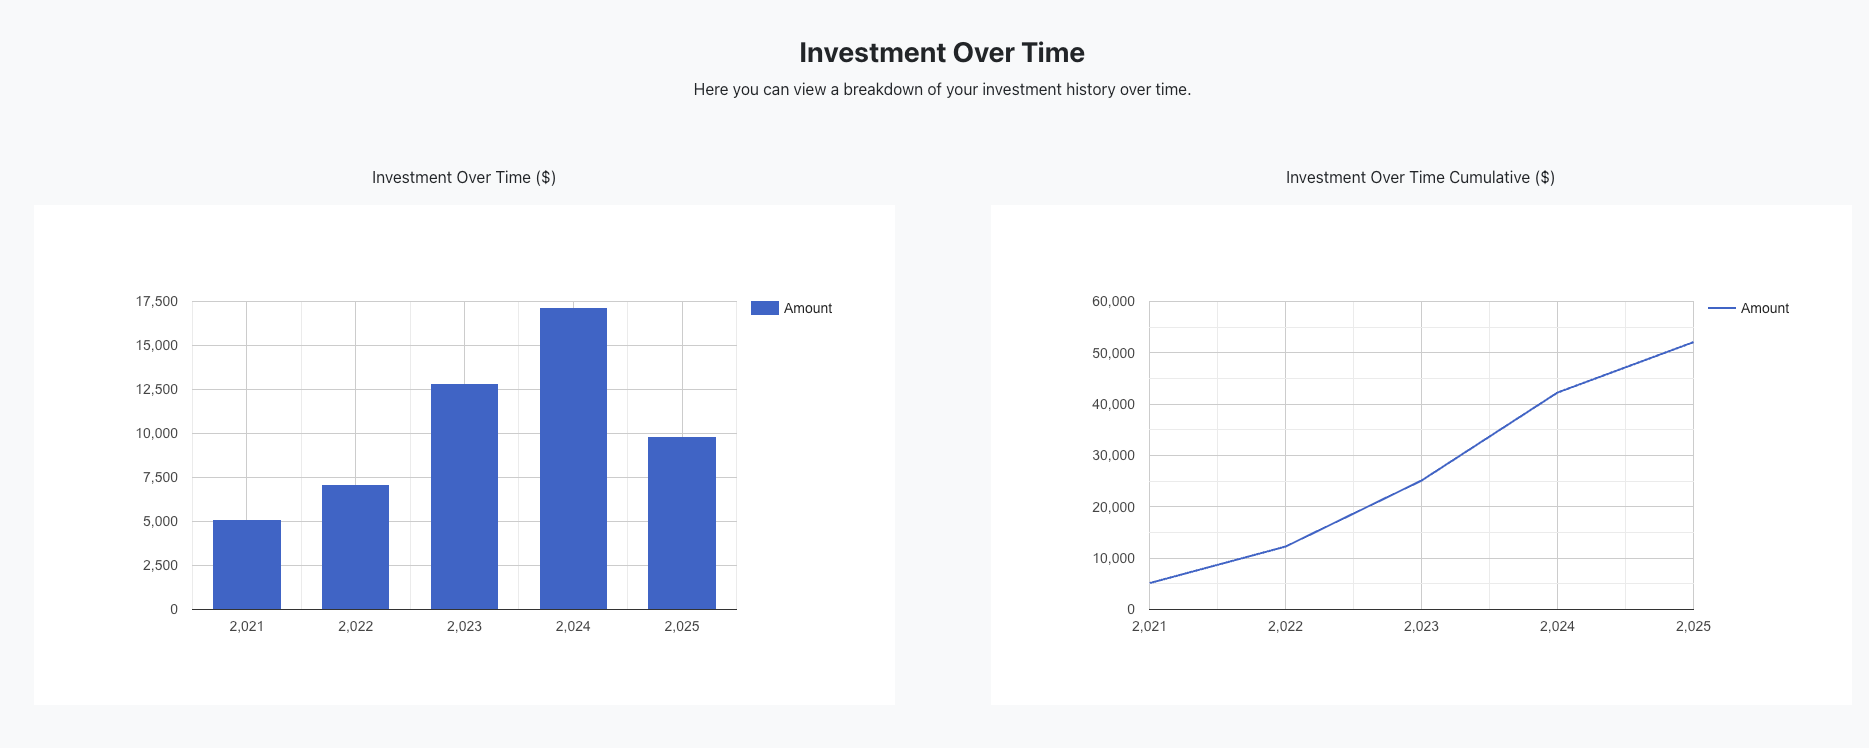 Investment Over Time
Here you can view a breakdown of your investment history over time.
Investment Over Time ($)
17,500
15,000
12,500
10,000
7,500
5,000
2,500
0
2,021 2,022 2,023 2,024 2,025
Amount
Investment Over Time Cumulative ($)
60,000
50,000
40,000
30,000
20,000
10,000
0
2,021 2,022 2,023 2,024 2,025
Amount